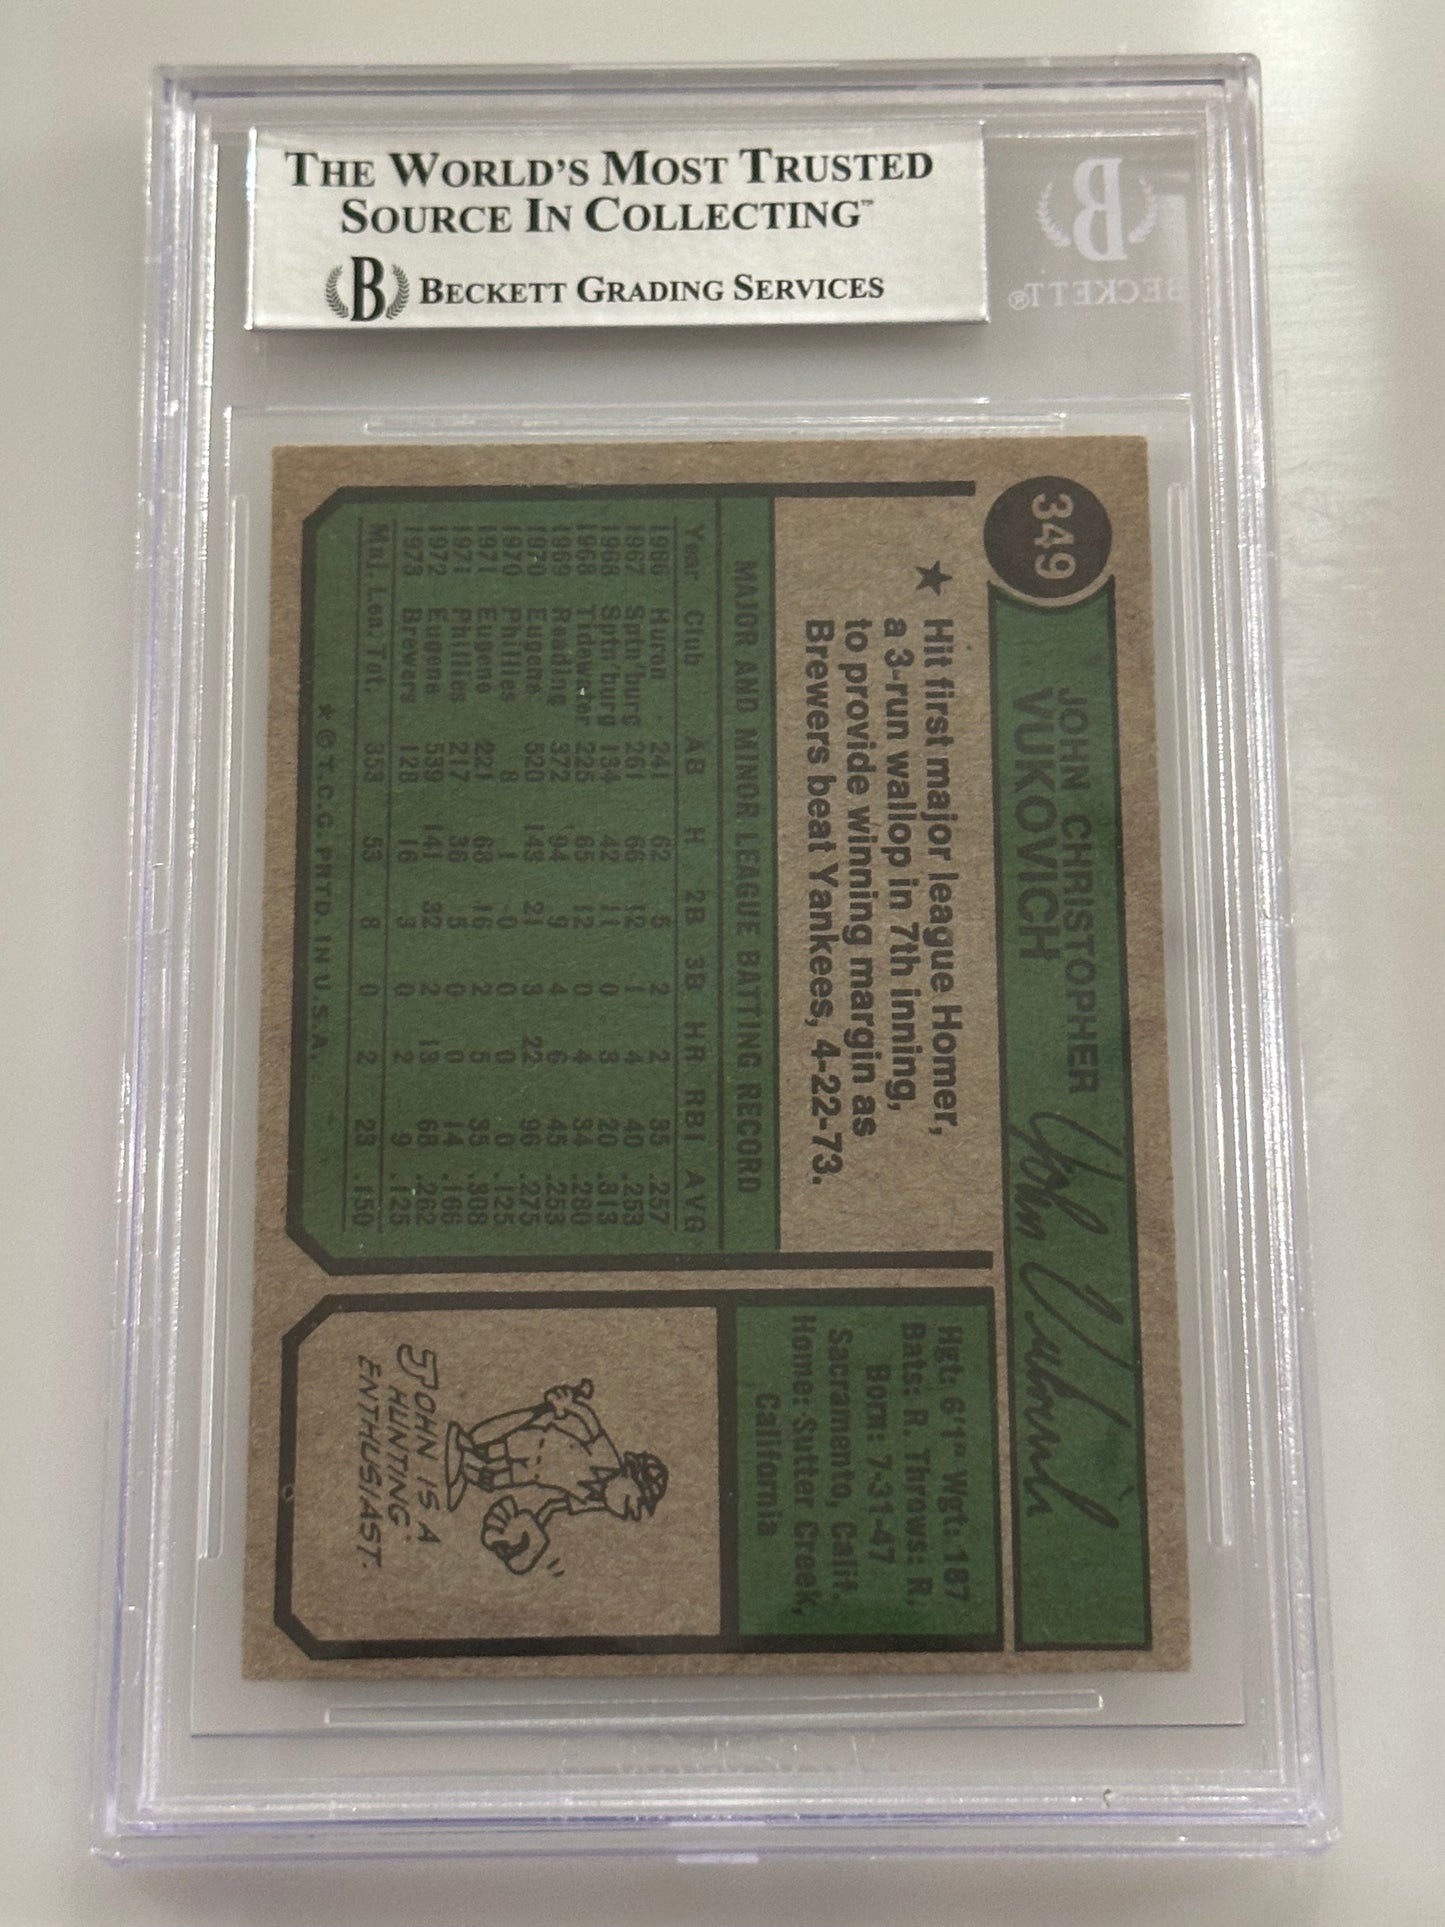 THE WORLD'S MOST TRUSTED
SOURCE IN COLLECTING™
B BECKETT GRADING SERVICES
B
BECKETT®
349
JOHN CHRISTOPHER
VUKOVICH
John Vukovich
★ Hit first major league Homer,
a 3-run wallop in 7th inning,
to provide winning margin as
Brewers beat Yankees, 4-22-73.
MAJOR AND MINOR LEAGUE BATTING RECORD
Year Club AB H 2B 3B HR RBI AVG
1966 Huron 241 62 5 2 2 35 .257
1967 Sptn'burg 261 66 12 1 4 40 .253
1968 Sptn'burg 134 42 11 0 3 20 .313
1968 Tidewater 225 65 12 0 4 34 .280
1969 Reading 372 94 9 4 6 45 .253
1970 Eugene 520 143 21 3 22 96 .275
1970 Phillies 8 1 0 0 0 0 .125
1971 Eugene 221 68 16 2 5 35 .308
1971 Phillies 217 36 5 0 0 14 .166
1972 Eugene 539 141 32 2 13 68 .262
1973 Brewers 128 16 3 0 2 9 .125
Maj. Lea. Tot. 353 53 8 0 2 23 .150
★ © T.C.G. PRTD. IN U.S.A.
Hgt: 6'1" Wgt: 187
Bats: R. Throws: R.
Born: 7-31-47
Sacramento, Calif.
Home: Sutter Creek,
California
JOHN IS A
HUNTING
ENTHUSIAST.